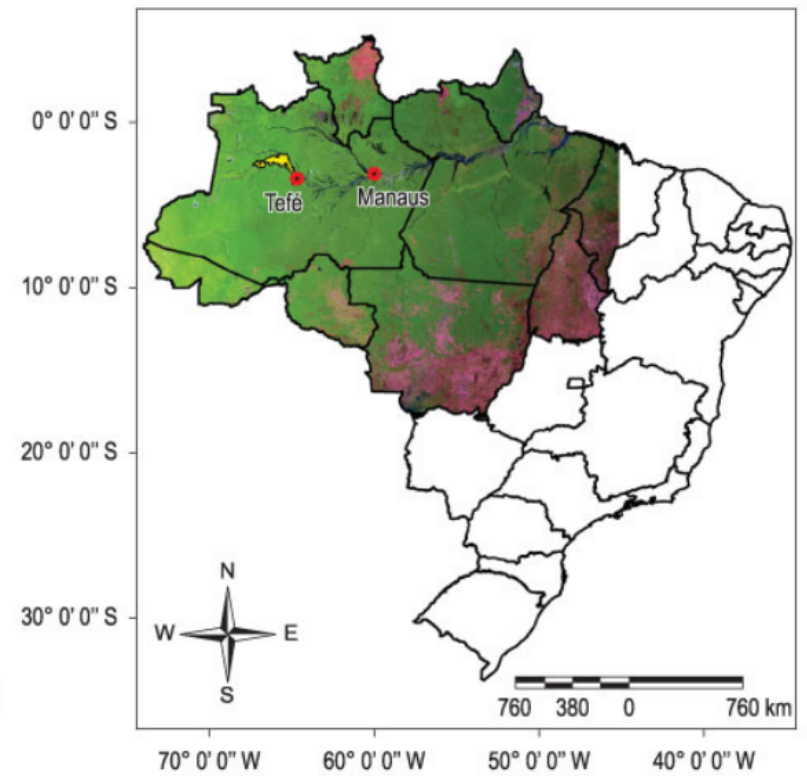 0° 0' 0" S
Tefé
Manaus
10° 0' 0" S
20° 0' 0" S
N
W
E
30° 0' 0" S
S
760 380 0 760 km
70° 0' 0" W 60° 0' 0" W 50° 0' 0" W 40° 0' 0" W